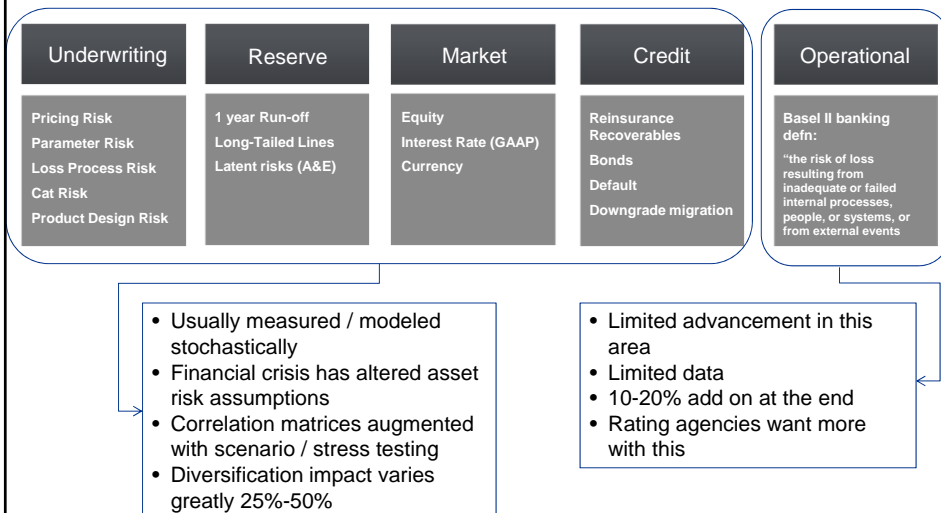 Underwriting
Pricing Risk
Parameter Risk
Loss Process Risk
Cat Risk
Product Design Risk
Reserve
1 year Run-off
Long-Tailed Lines
Latent risks (A&E)
Market
Equity
Interest Rate (GAAP)
Currency
Credit
Reinsurance
Recoverables
Bonds
Default
Downgrade migration
Operational
Basel II banking
defn:
“the risk of loss
resulting from
inadequate or failed
internal processes,
people, or systems, or
from external events
• Usually measured / modeled
stochastically
• Financial crisis has altered asset
risk assumptions
• Correlation matrices augmented
with scenario / stress testing
• Diversification impact varies
greatly 25%-50%
• Limited advancement in this
area
• Limited data
• 10-20% add on at the end
• Rating agencies want more
with this